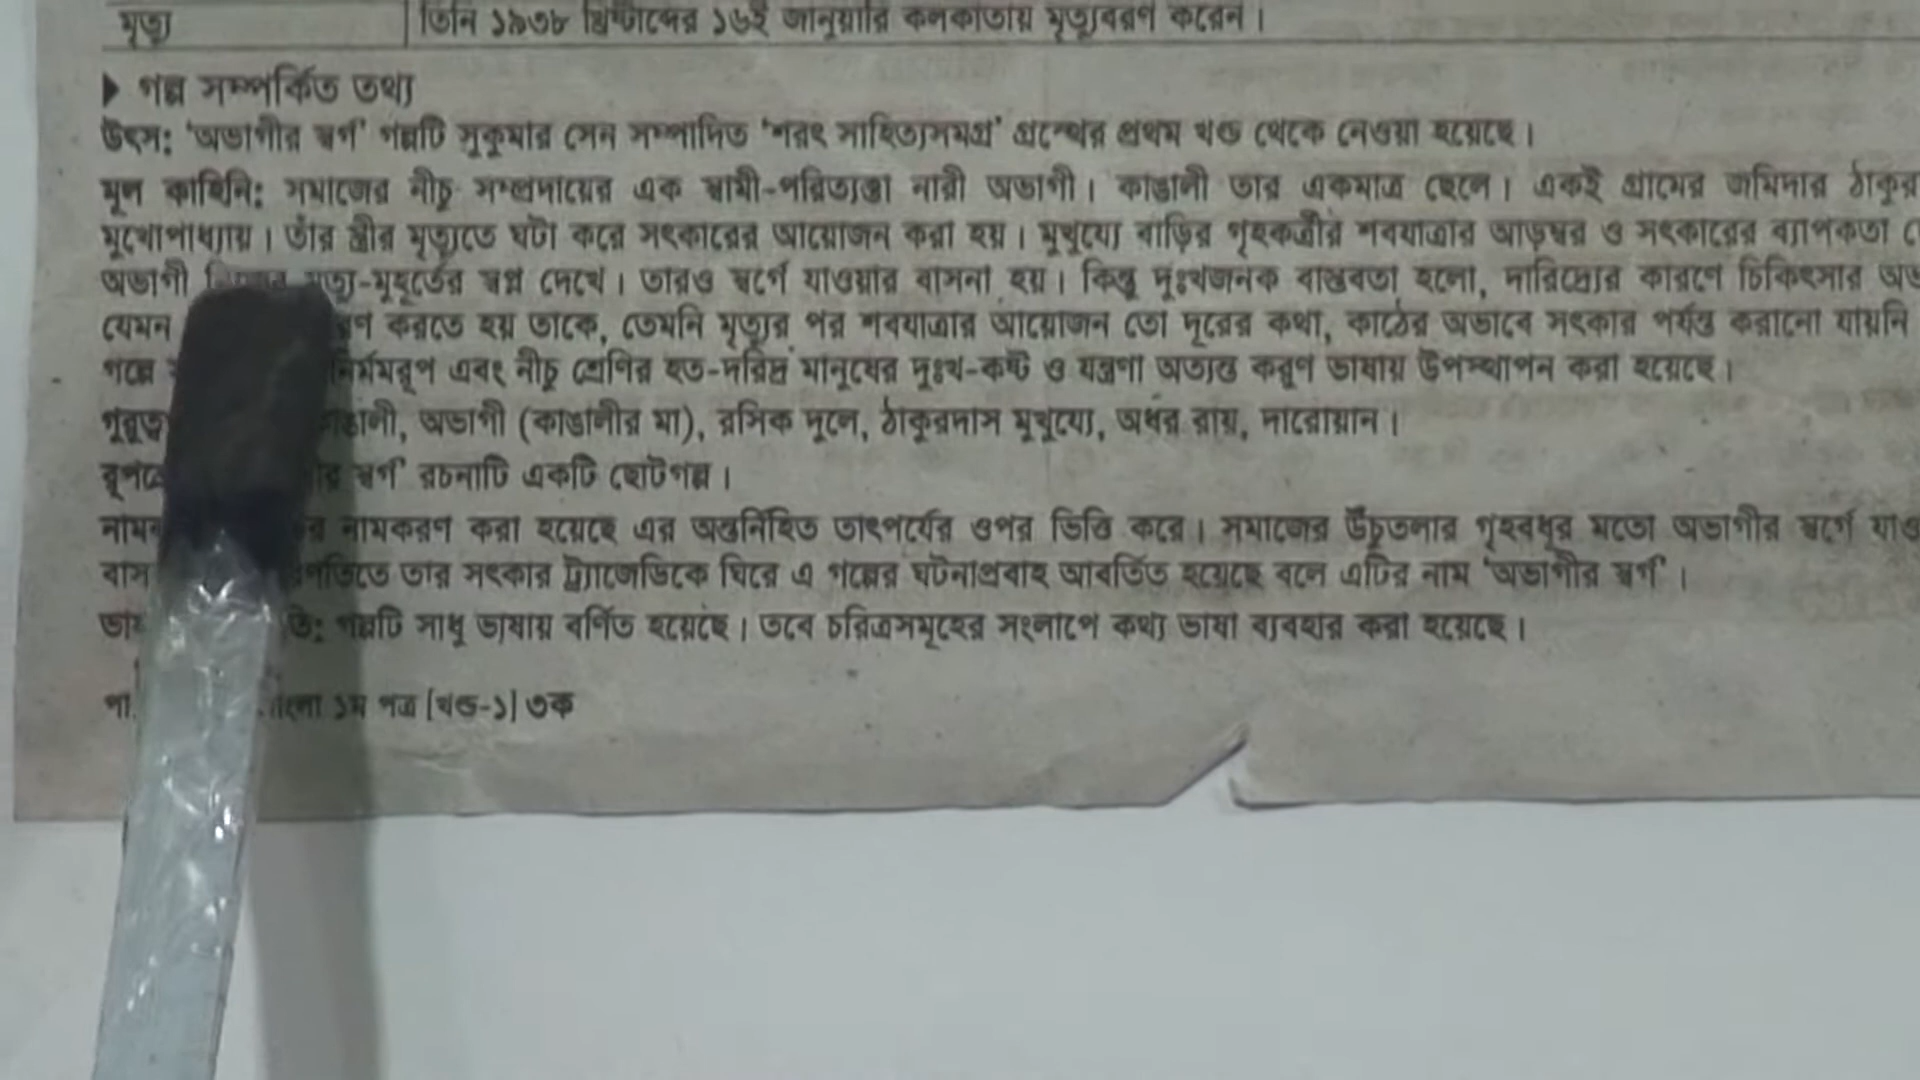 মৃত্যু তিনি ১৯৩৮ খ্রিষ্টাব্দের ১৬ই জানুয়ারি কলকাতায় মৃত্যুবরণ করেন।
▶ গল্প সম্পর্কিত তথ্য
উৎস: 'অভাগীর স্বর্গ' গল্পটি সুকুমার সেন সম্পাদিত 'শরৎ সাহিত্যসমগ্র' গ্রন্থের প্রথম খণ্ড থেকে নেওয়া হয়েছে।
মূল কাহিনি: সমাজের নীচু সম্প্রদায়ের এক স্বামী-পরিত্যক্তা নারী অভাগী। কাঙালী তার একমাত্র ছেলে। একই গ্রামের জমিদার ঠাকুর
মুখোপাধ্যায়। তাঁর স্ত্রীর মৃত্যুতে ঘটা করে সৎকারের আয়োজন করা হয়। মুখুয্যে বাড়ির গৃহকর্ত্রীর শবযাত্রার আড়ম্বর ও সৎকারের ব্যাপকতা
অভাগী মৃত্যু-মুহূর্তের স্বপ্ন দেখে। তারও স্বর্গে যাওয়ার বাসনা হয়। কিন্তু দুঃখজনক বাস্তবতা হলো, দারিদ্র্যের কারণে চিকিৎসার
যেমন করতে হয় তাকে, তেমনি মৃত্যুর পর শবযাত্রার আয়োজন তো দূরের কথা, কাঠের অভাবে সৎকার পর্যন্ত করানো যায়নি
গল্পে নির্মমরূপ এবং নীচু শ্রেণির হত-দরিদ্র মানুষের দুঃখ-কষ্ট ও যন্ত্রণা অত্যন্ত করুণ ভাষায় উপস্থাপন করা হয়েছে।
কাঙালী, অভাগী (কাঙালীর মা), রসিক দুলে, ঠাকুরদাস মুখুয্যে, অধর রায়, দারোয়ান।
স্বর্গ' রচনাটি একটি ছোটগল্প।
নামকরণ করা হয়েছে এর অন্তর্নিহিত তাৎপর্যের ওপর ভিত্তি করে। সমাজের উঁচুতলার গৃহবধূর মতো অভাগীর স্বর্গে
তার সৎকার ট্র্যাজেডিকে ঘিরে এ গল্পের ঘটনাপ্রবাহ আবর্তিত হয়েছে বলে এটির নাম 'অভাগীর স্বর্গ'।
গল্পটি সাধু ভাষায় বর্ণিত হয়েছে। তবে চরিত্রসমূহের সংলাপে কথ্য ভাষা ব্যবহার করা হয়েছে।
বাংলা ১ম পত্র [খণ্ড-১] ৩ক